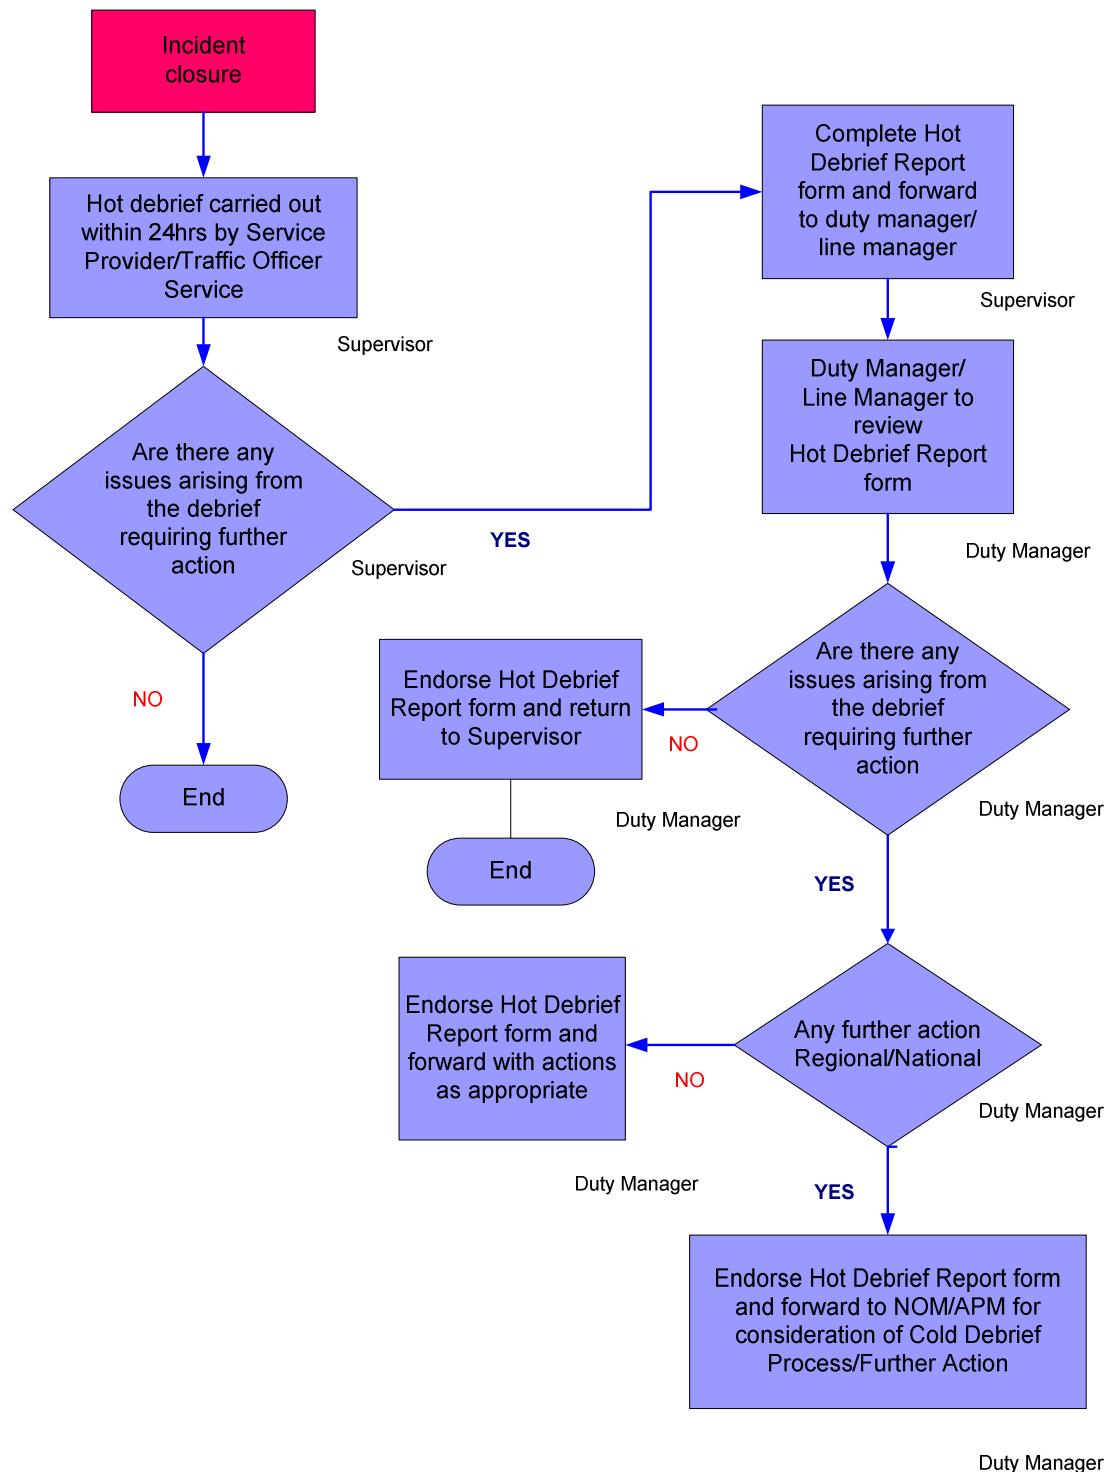 Incident
closure
Hot debrief carried out
within 24hrs by Service
Provider/Traffic Officer
Service
Supervisor
Are there any
issues arising from
the debrief
requiring further
action
Supervisor
YES
NO
End
Complete Hot
Debrief Report
form and forward
to duty manager/
line manager
Supervisor
Duty Manager/
Line Manager to
review
Hot Debrief Report
form
Duty Manager
Are there any
issues arising from
the debrief
requiring further
action
Duty Manager
NO
Endorse Hot Debrief
Report form and return
to Supervisor
Duty Manager
End
YES
Any further action
Regional/National
Duty Manager
NO
Endorse Hot Debrief
Report form and
forward with actions
as appropriate
Duty Manager
YES
Endorse Hot Debrief Report form
and forward to NOM/APM for
consideration of Cold Debrief
Process/Further Action
Duty Manager